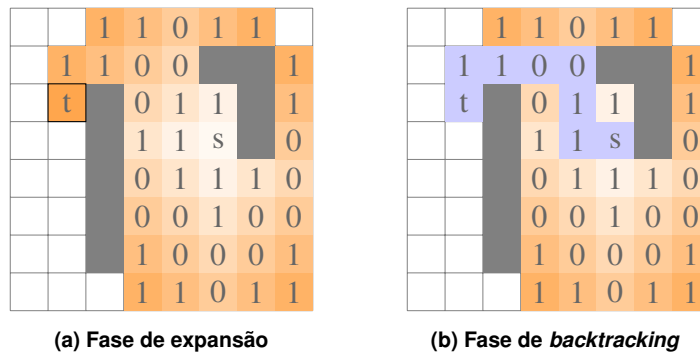 1 1 0 1 1
1 1 0 0 1
t 0 1 1 1
1 1 s 0
0 1 1 1 0
0 0 1 0 0
1 0 0 0 1
1 1 0 1 1
(a) Fase de expansão
1 1 0 1 1
1 1 0 0 1
t 0 1 1 1
1 1 s 0
0 1 1 1 0
0 0 1 0 0
1 0 0 0 1
1 1 0 1 1
(b) Fase de backtracking